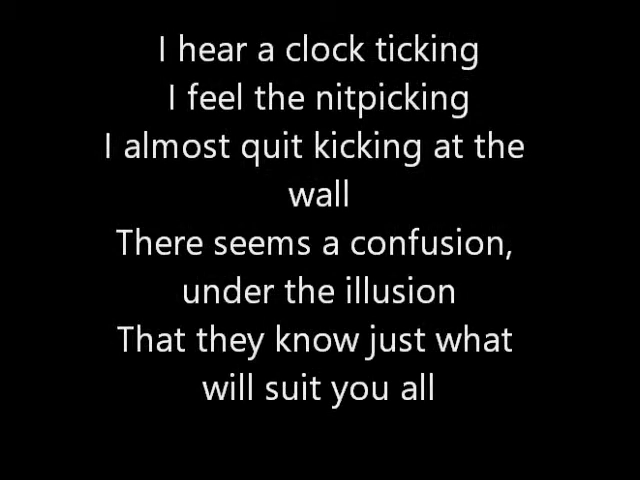 I hear a clock ticking
I feel the nitpicking
I almost quit kicking at the
wall
There seems a confusion,
under the illusion
That they know just what
will suit you all